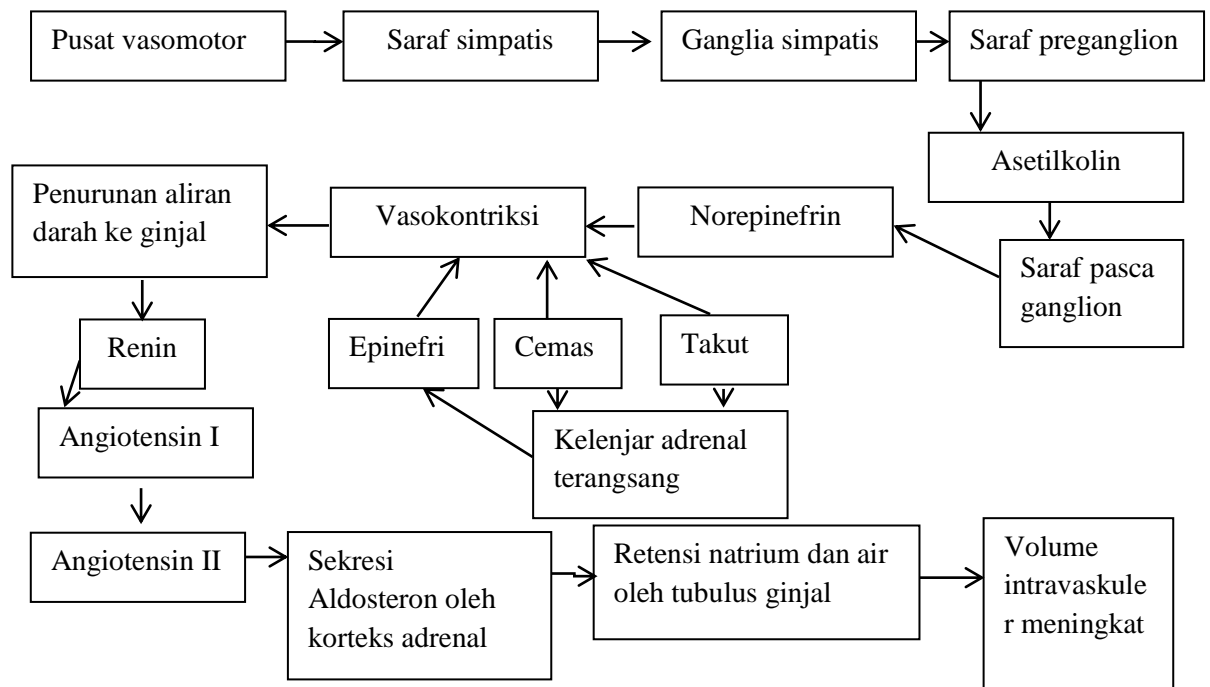 Pusat vasomotor
Saraf simpatis
Ganglia simpatis
Saraf preganglion
Asetilkolin
Penurunan aliran
darah ke ginjal
Vasokontriksi
Norepinefrin
Saraf pasca
ganglion
Renin
Epinefri
Cemas
Takut
Angiotensin I
Kelenjar adrenal
terangsang
Angiotensin II
Sekresi
Aldosteron oleh
korteks adrenal
Retensi natrium dan air
oleh tubulus ginjal
Volume
intravaskule
r meningkat